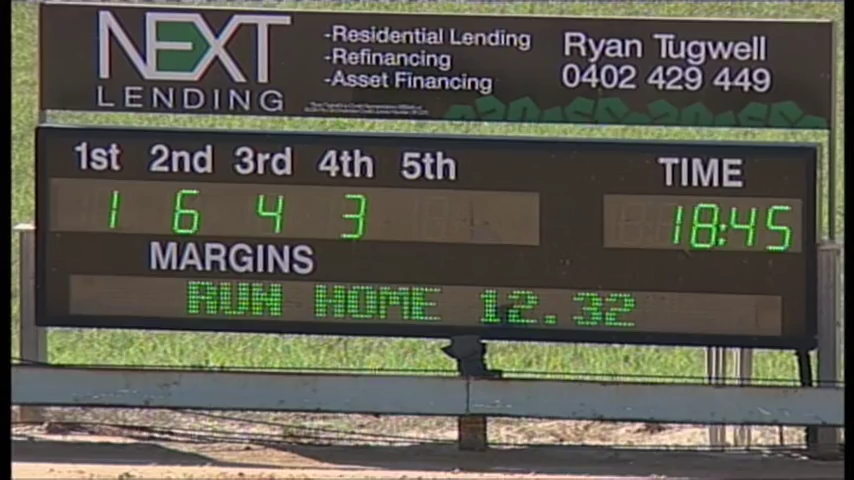 NEXT
LENDING
-Residential Lending
-Refinancing
-Asset Financing
Ryan Tugwell
0402 429 449
1st 2nd 3rd 4th 5th
TIME
1 6 4 3
18:45
MARGINS
RUN HOME 12.32